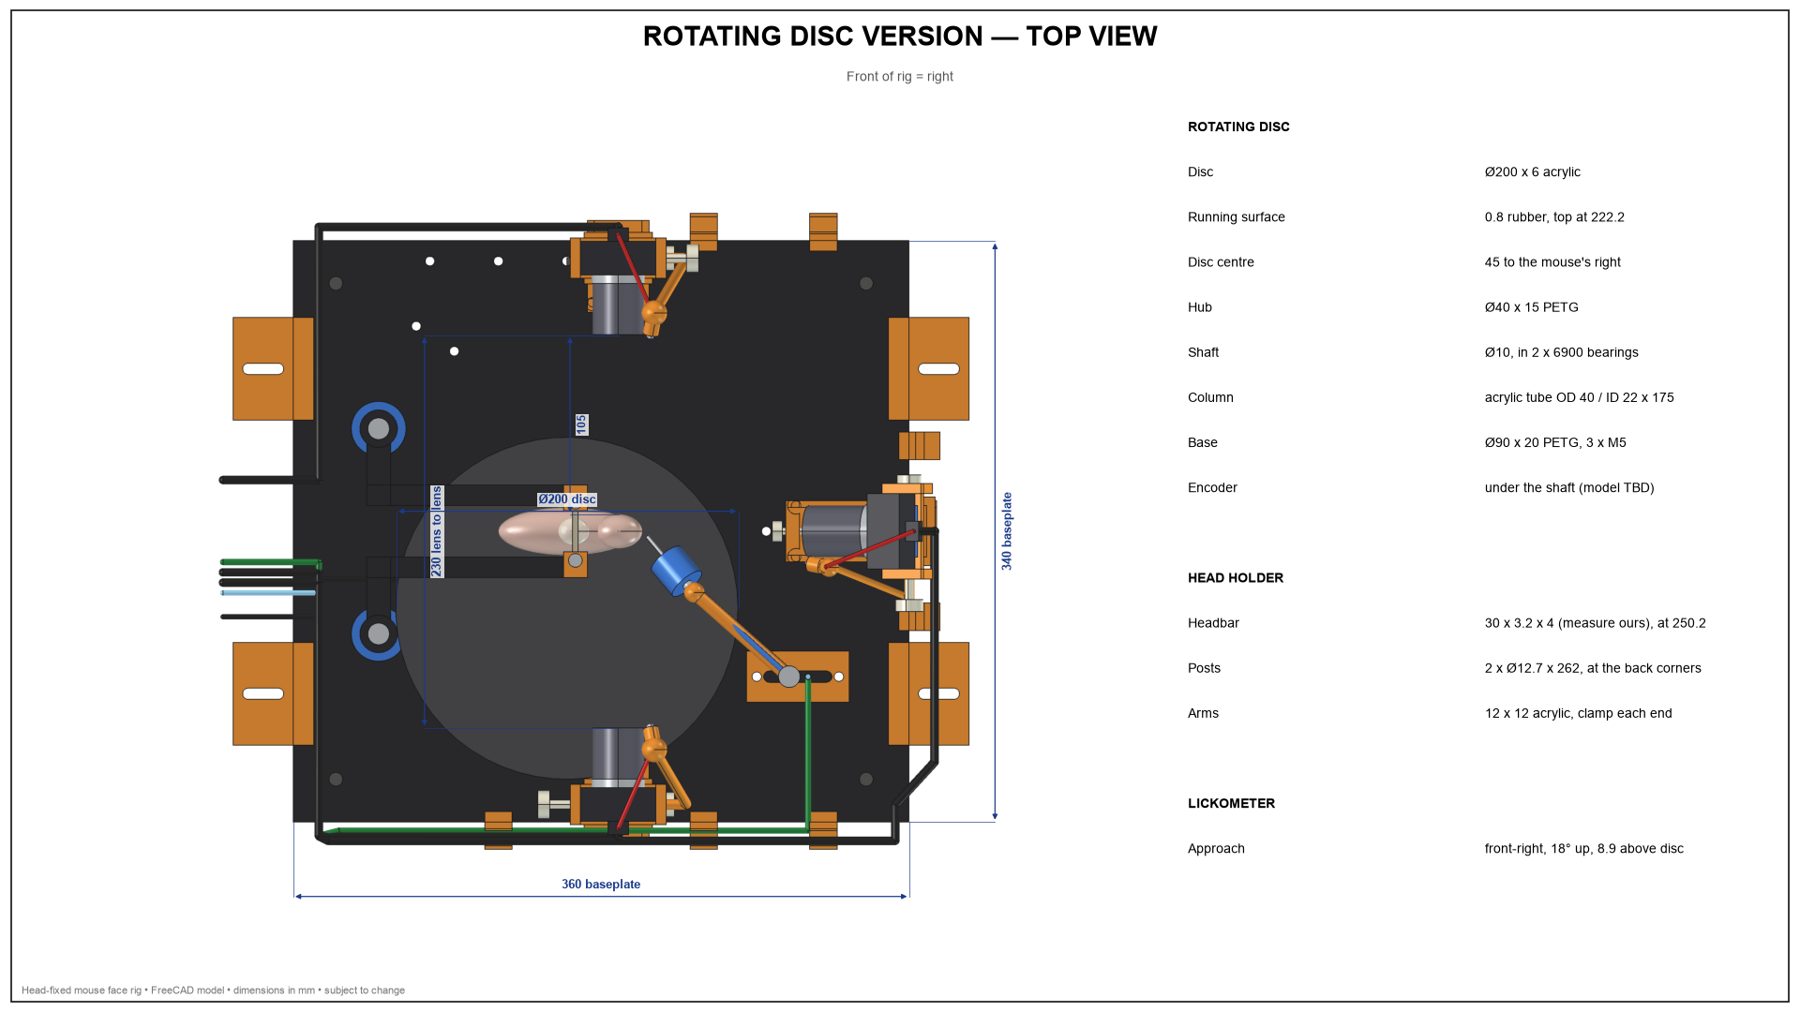 ROTATING DISC VERSION — TOP VIEW
Front of rig = right
105
Ø200 disc
230 lens to lens
340 baseplate
360 baseplate
ROTATING DISC
Disc Ø200 x 6 acrylic
Running surface 0.8 rubber, top at 222.2
Disc centre 45 to the mouse's right
Hub Ø40 x 15 PETG
Shaft Ø10, in 2 x 6900 bearings
Column acrylic tube OD 40 / ID 22 x 175
Base Ø90 x 20 PETG, 3 x M5
Encoder under the shaft (model TBD)
HEAD HOLDER
Headbar 30 x 3.2 x 4 (measure ours), at 250.2
Posts 2 x Ø12.7 x 262, at the back corners
Arms 12 x 12 acrylic, clamp each end
LICKOMETER
Approach front-right, 18° up, 8.9 above disc
Head-fixed mouse face rig • FreeCAD model • dimensions in mm • subject to change